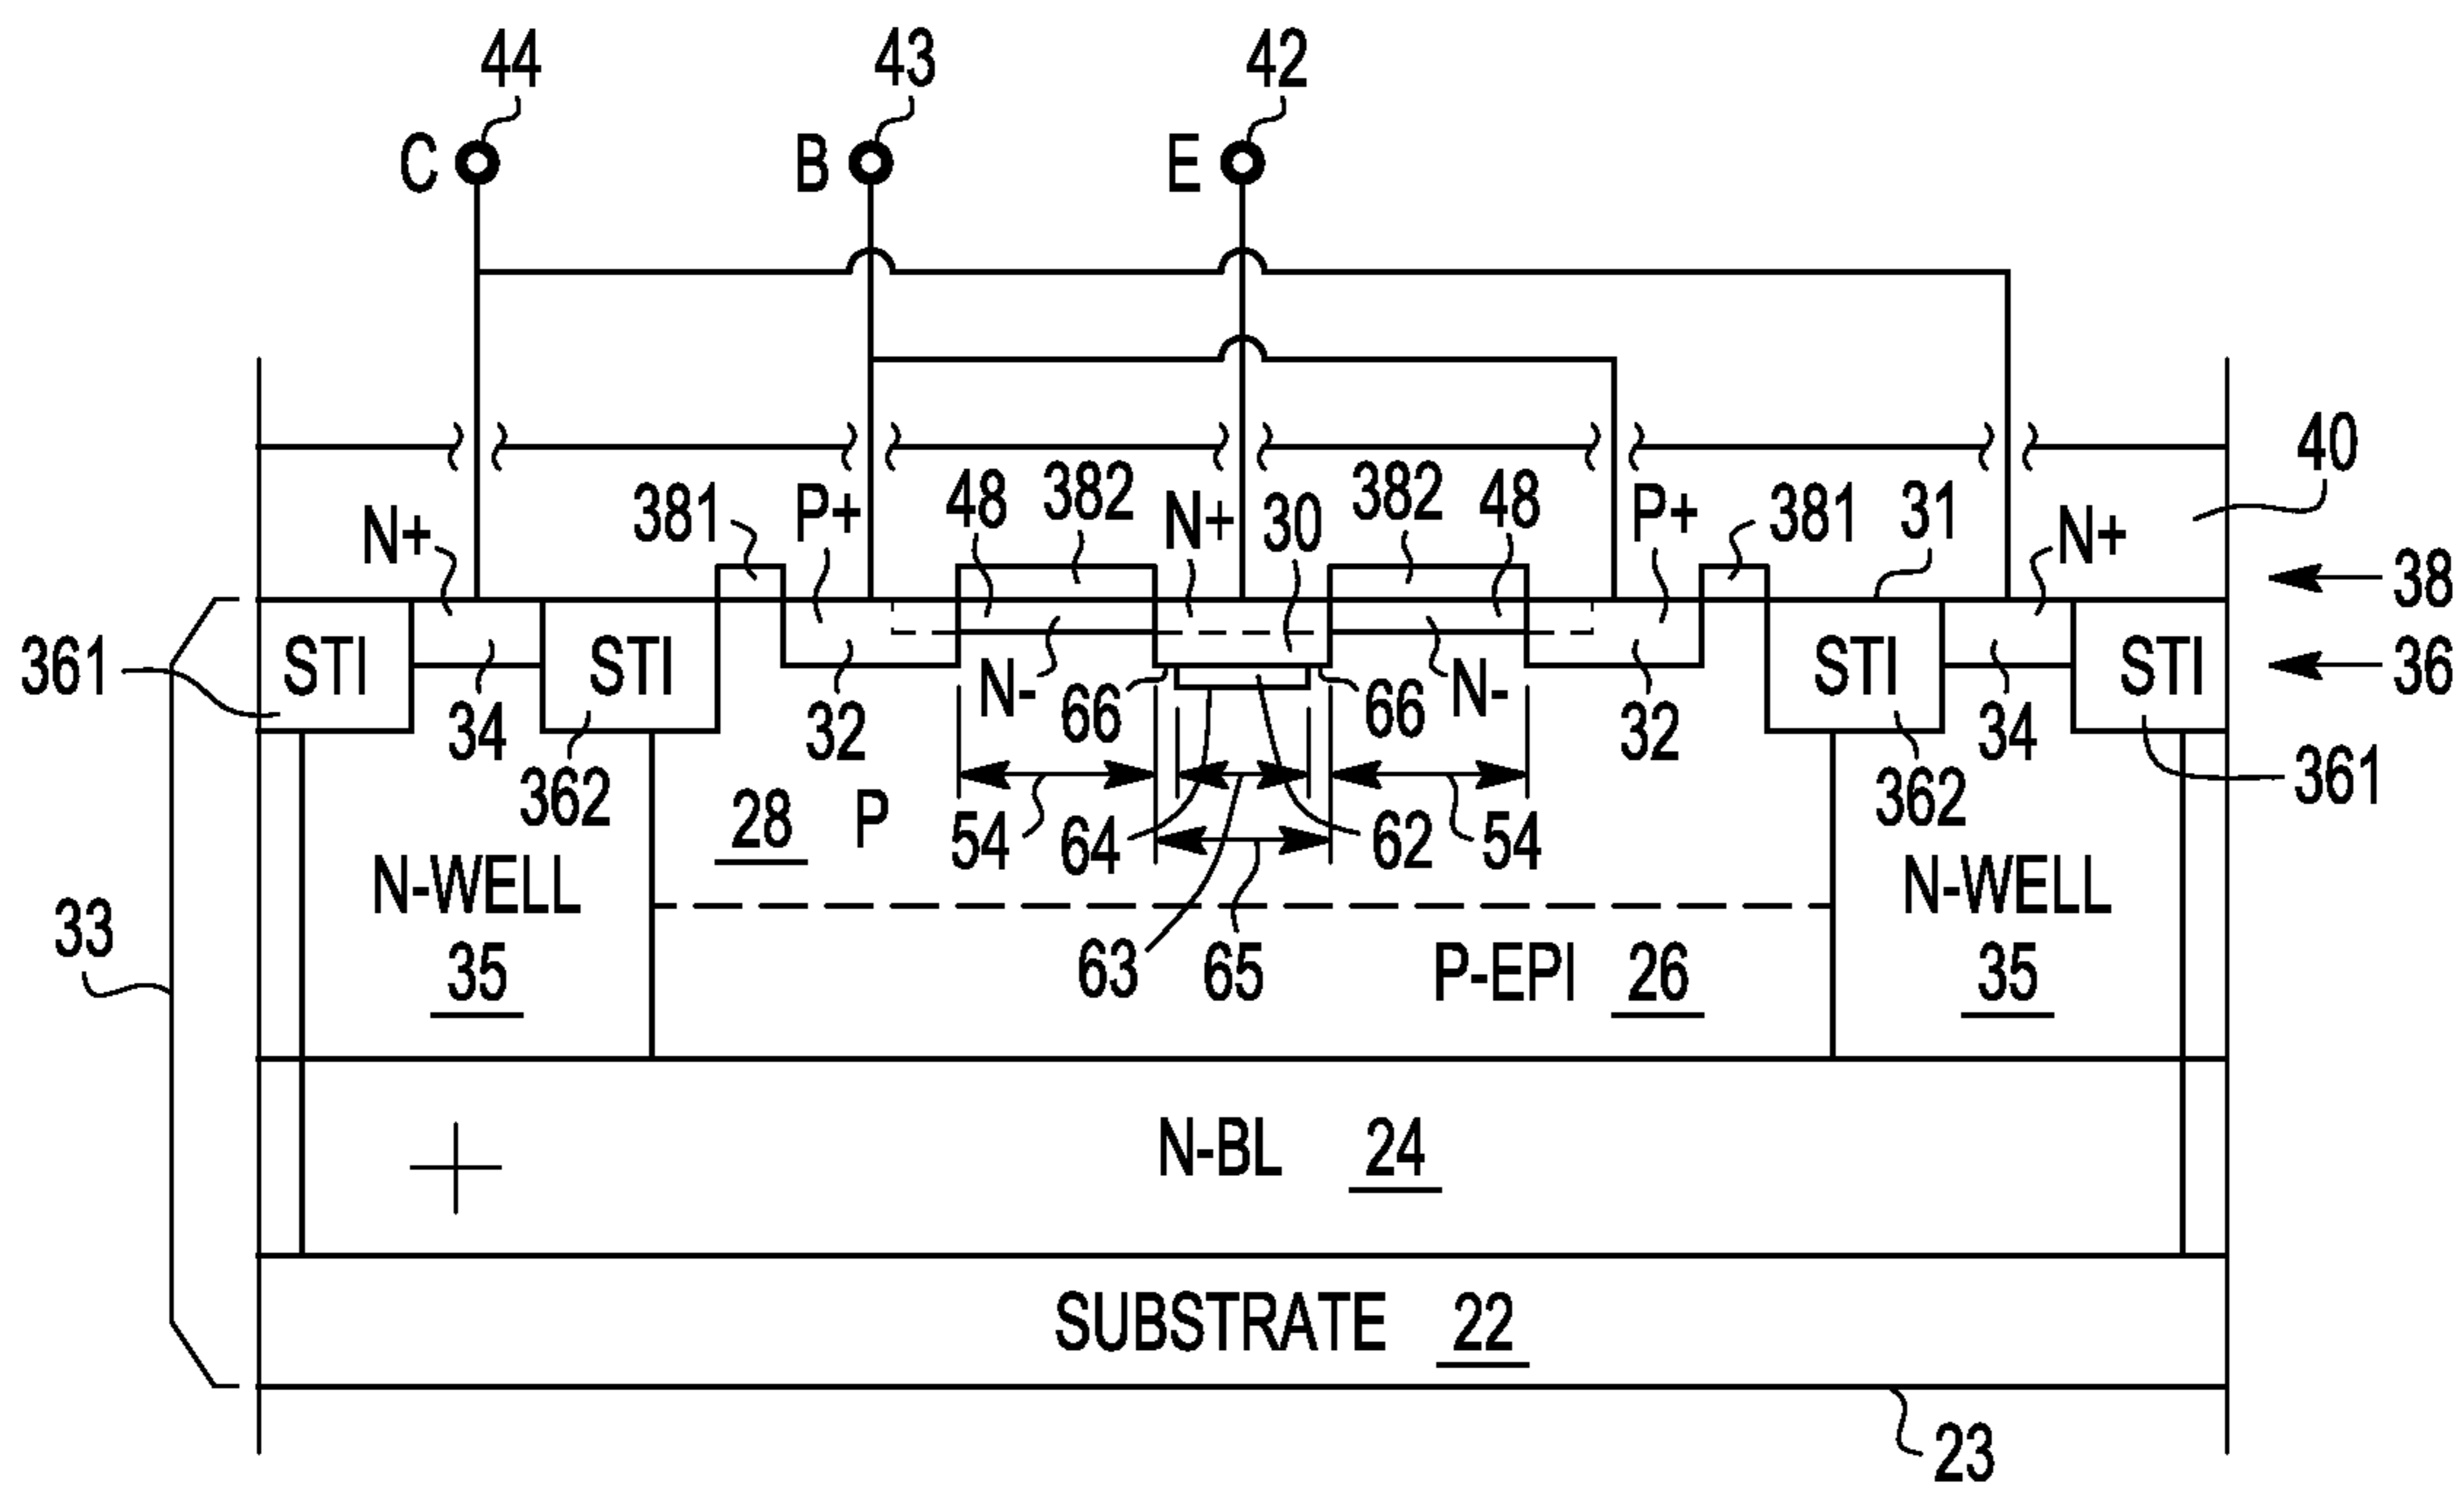 44 43 42
C B E
40
381 P+ 48 382 N+ 30 382 48 P+ 381 31 N+
N+
38
361 STI STI STI STI 36
N- 66 66 N-
34 32 32 34
362 28 P 54 64 62 54 362 361
N-WELL N-WELL
33 35 63 65 P-EPI 26 35
N-BL 24
SUBSTRATE 22
23